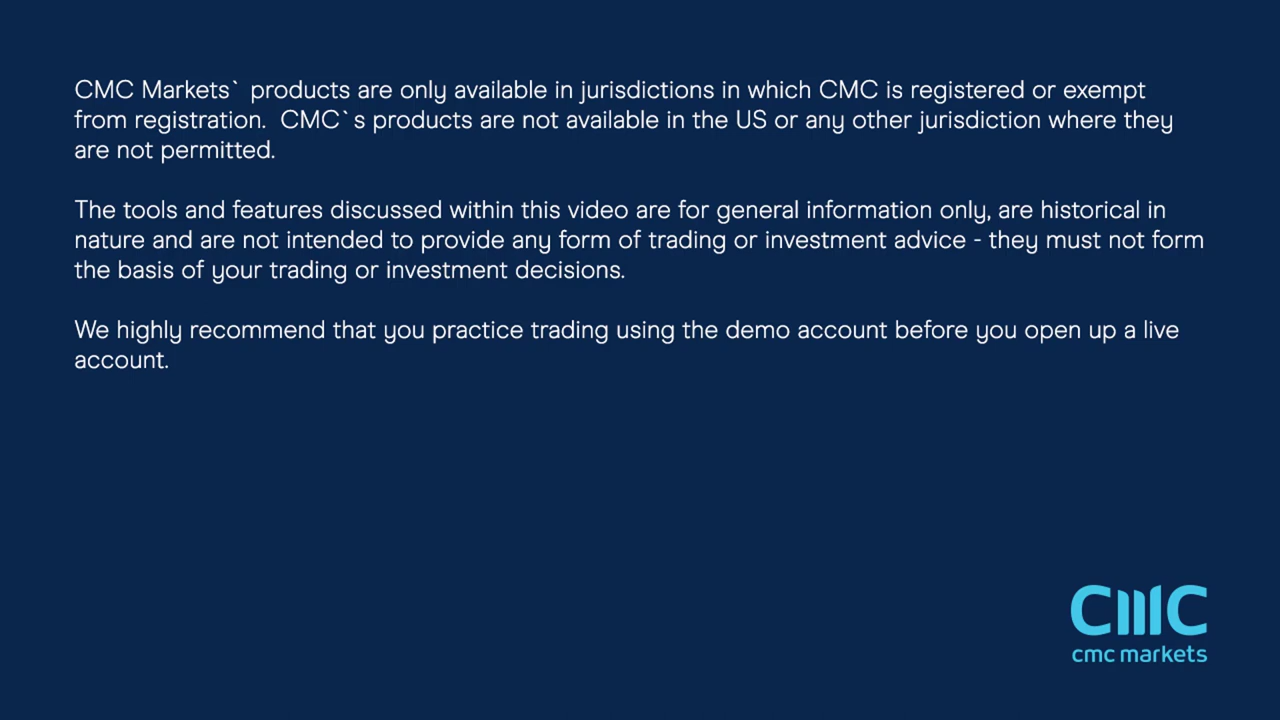 CMC Markets` products are only available in jurisdictions in which CMC is registered or exempt
from registration.  CMC`s products are not available in the US or any other jurisdiction where they
are not permitted.
The tools and features discussed within this video are for general information only, are historical in
nature and are not intended to provide any form of trading or investment advice - they must not form
the basis of your trading or investment decisions.
We highly recommend that you practice trading using the demo account before you open up a live
account.
CMC
cmc markets